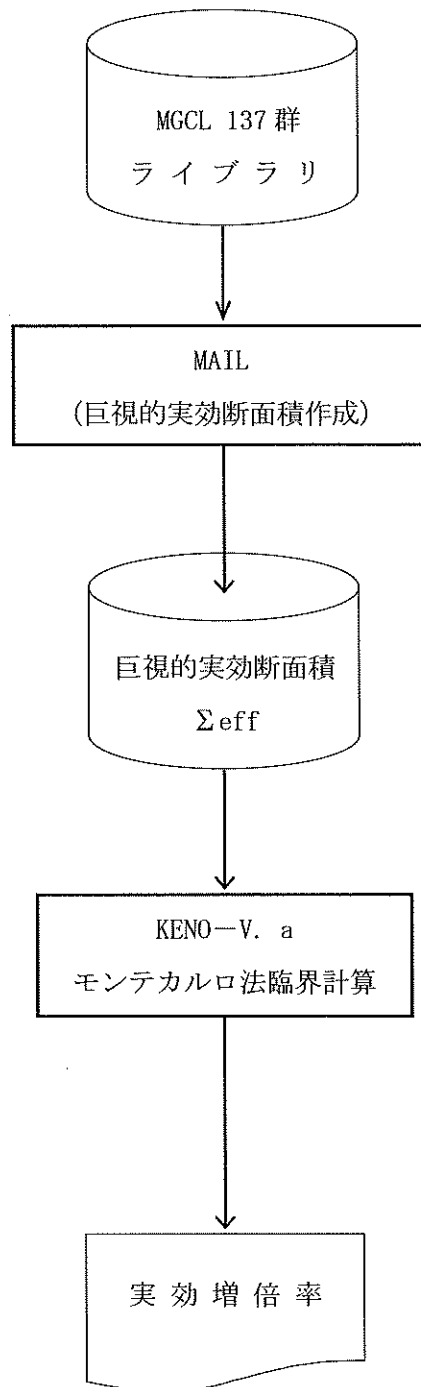 MGCL 137群
ライブラリ
MAIL
(巨視的実効断面積作成)
巨視的実効断面積
Σeff
KENO－V. a
モンテカルロ法臨界計算
実効増倍率